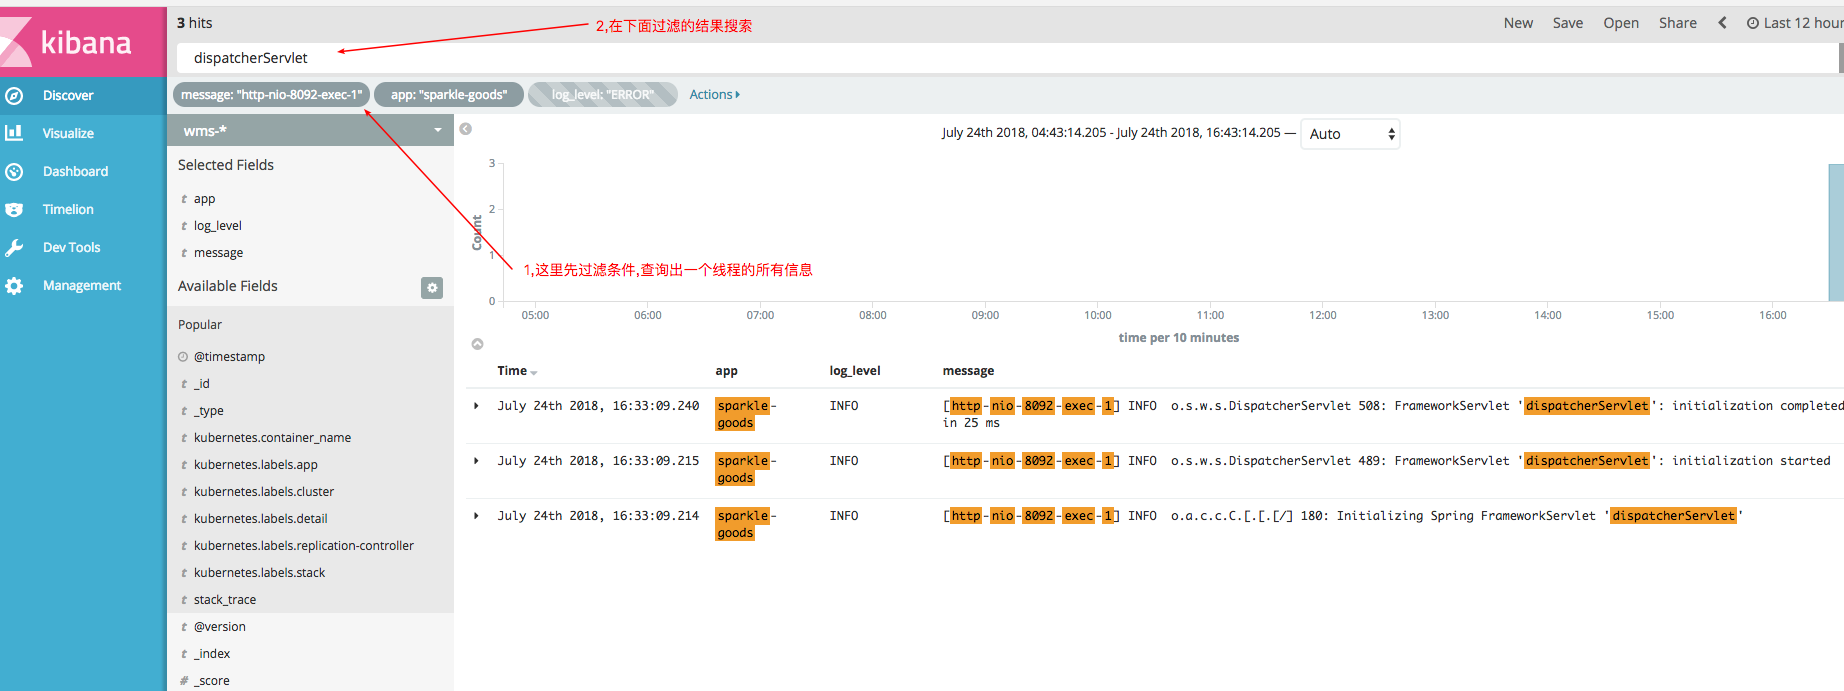 3 hits
2,在下面过滤的结果搜索
New Save Open Share Last 12 hour
kibana
dispatcherServlet
message: "http-nio-8092-exec-1" app: "sparkle-goods" log_level: "ERROR" Actions
Discover
Visualize
Dashboard
Timelion
Dev Tools
Management
wms-*
Selected Fields
t app
t log_level
t message
Available Fields
Popular
@timestamp
t _id
t _type
t kubernetes.container_name
t kubernetes.labels.app
t kubernetes.labels.cluster
t kubernetes.labels.detail
t kubernetes.labels.replication-controller
t kubernetes.labels.stack
t stack_trace
t @version
t _index
# _score
July 24th 2018, 04:43:14.205 - July 24th 2018, 16:43:14.205 — Auto
3
2
1
0
Count
1,这里先过滤条件,查询出一个线程的所有信息
05:00 06:00 07:00 08:00 09:00 10:00 11:00 12:00 13:00 14:00 15:00 16:00
time per 10 minutes
Time app log_level message
July 24th 2018, 16:33:09.240 sparkle- INFO [http-nio-8092-exec-1] INFO o.s.w.s.DispatcherServlet 508: FrameworkServlet 'dispatcherServlet': initialization completed
goods in 25 ms
July 24th 2018, 16:33:09.215 sparkle- INFO [http-nio-8092-exec-1] INFO o.s.w.s.DispatcherServlet 489: FrameworkServlet 'dispatcherServlet': initialization started
goods
July 24th 2018, 16:33:09.214 sparkle- INFO [http-nio-8092-exec-1] INFO o.a.c.c.C.[.[.[/] 180: Initializing Spring FrameworkServlet 'dispatcherServlet'
goods